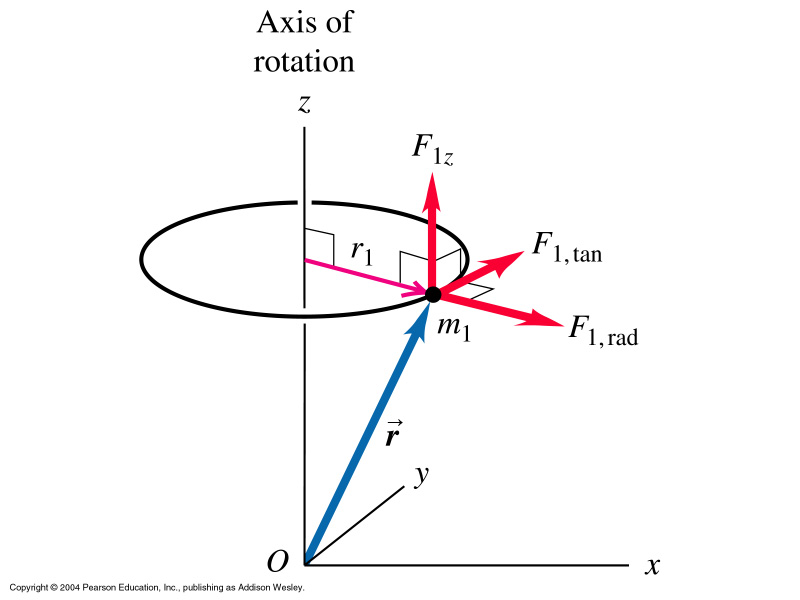 Axis of
rotation
z
F1z
r1
F1, tan
m1
F1, rad
r⃗
y
O
x
Copyright © 2004 Pearson Education, Inc., publishing as Addison Wesley.